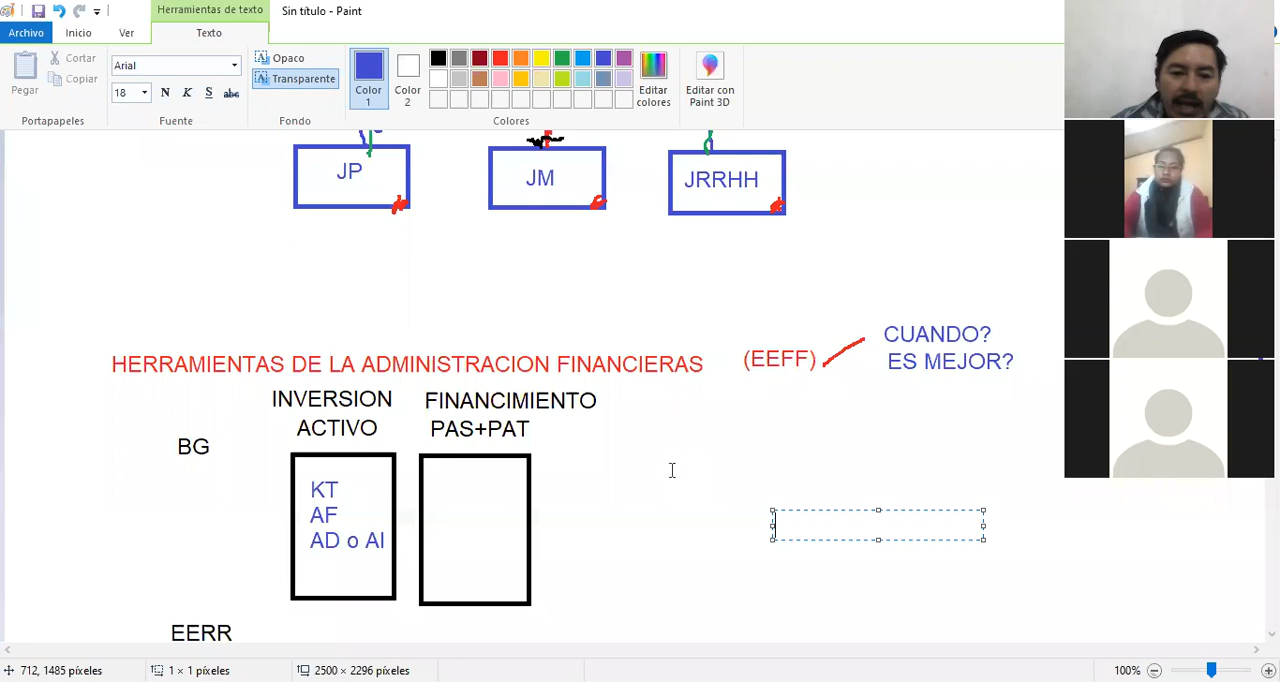 Herramientas de texto
Sin título - Paint
Archivo
Inicio
Ver
Texto
Pegar
Cortar
Copiar
Portapapeles
Arial
18
N K S abc
Fuente
Opaco
Transparente
Fondo
Color 1
Color 2
Colores
Editar colores
Editar con Paint 3D
JP
JM
JRRHH
HERRAMIENTAS DE LA ADMINISTRACION FINANCIERAS
(EEFF)
CUANDO?
ES MEJOR?
INVERSION
ACTIVO
FINANCIMIENTO
PAS+PAT
BG
KT
AF
AD o AI
EERR
712, 1485 píxeles
1 × 1 píxeles
2500 × 2296 píxeles
100%